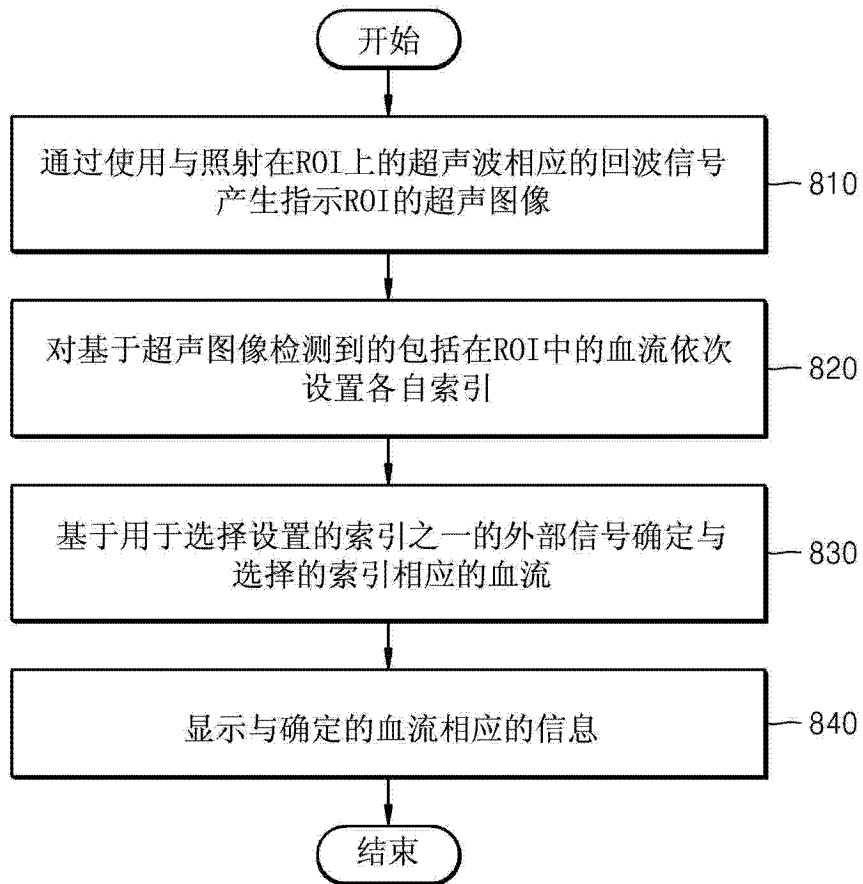 开始
通过使用与照射在ROI上的超声波相应的回波信号
产生指示ROI的超声图像
810
对基于超声图像检测到的包括在ROI中的血流依次
设置各自索引
820
基于用于选择设置的索引之一的外部信号确定与
选择的索引相应的血流
830
显示与确定的血流相应的信息
840
结束